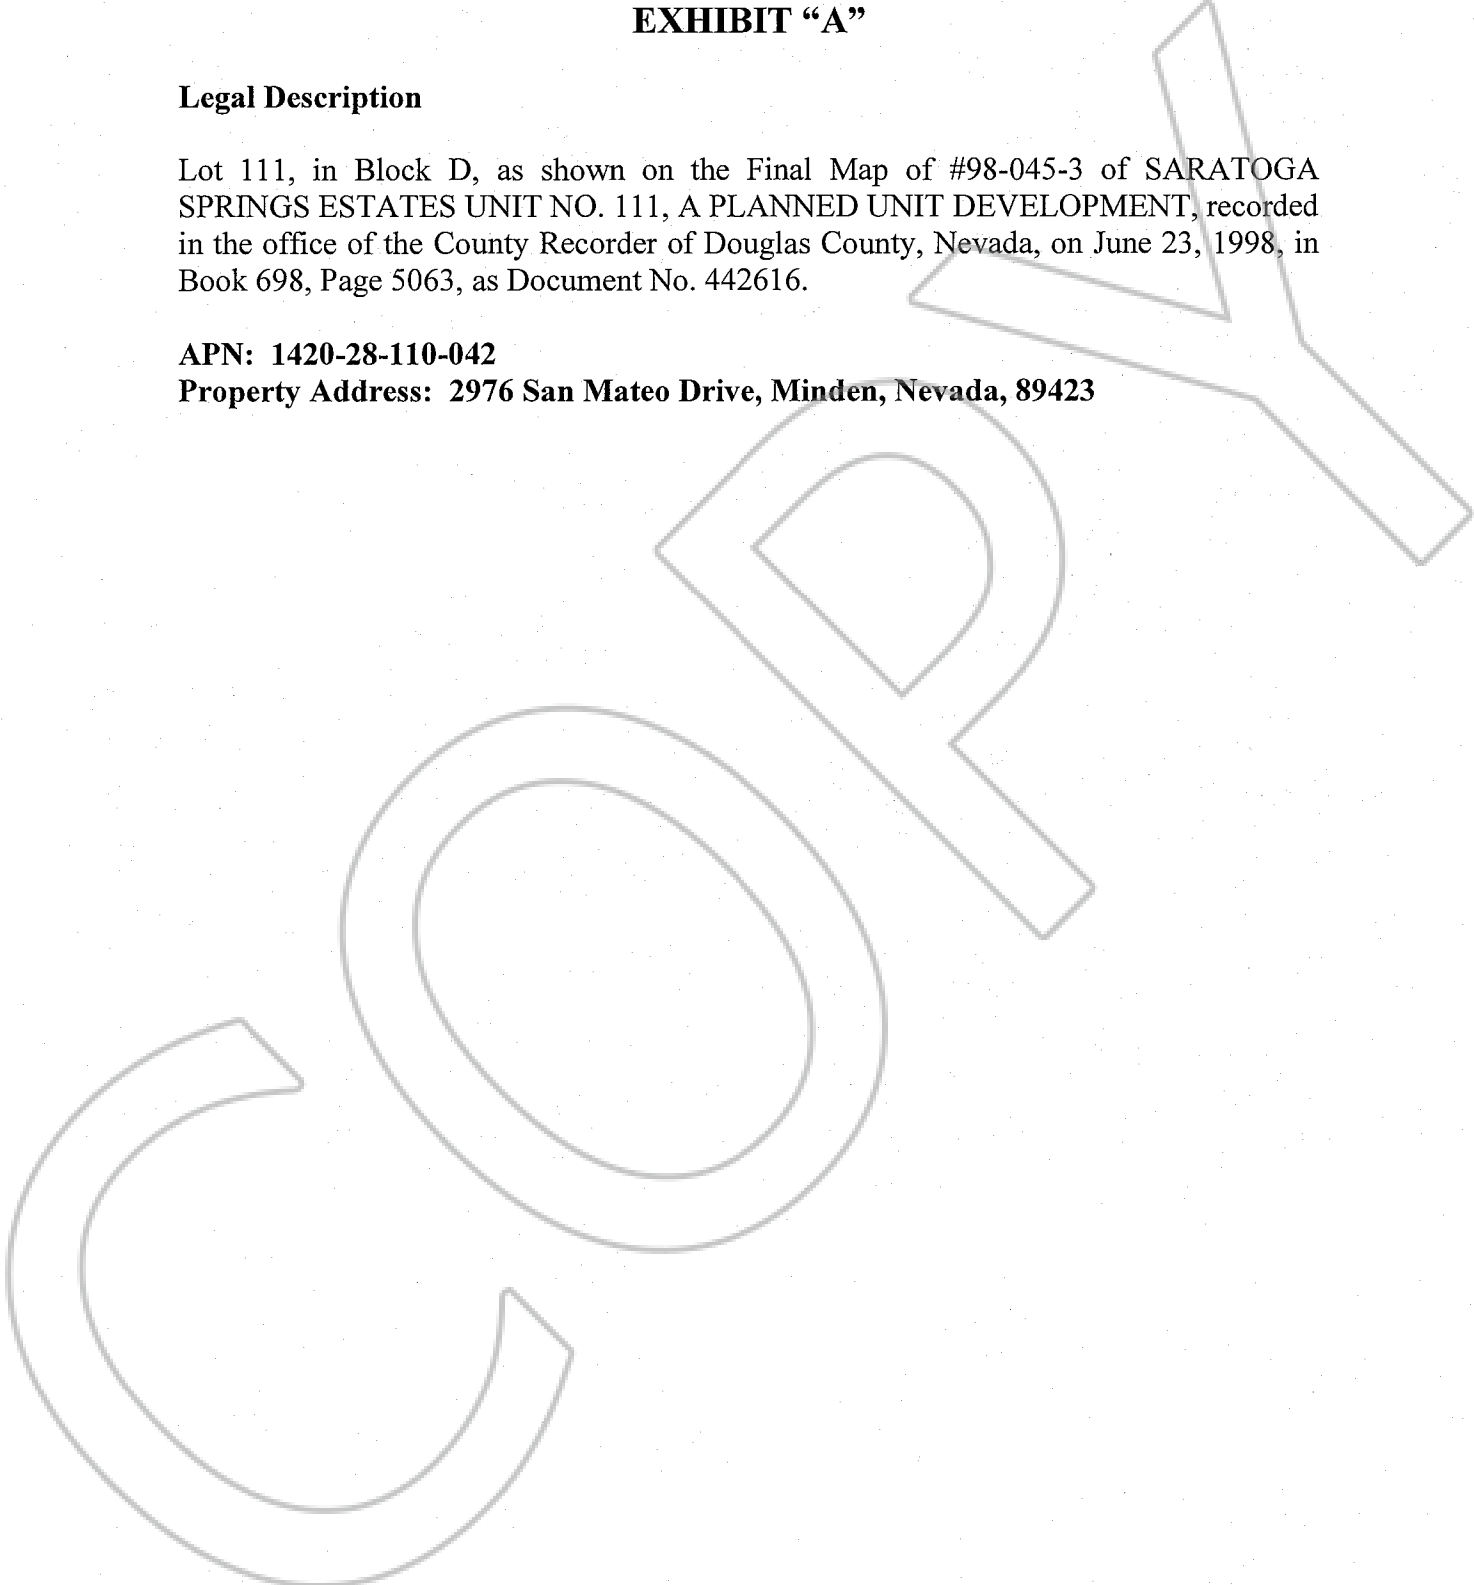 EXHIBIT “A”
Legal Description
Lot 111, in Block D, as shown on the Final Map of #98-045-3 of SARATOGA
SPRINGS ESTATES UNIT NO. 111, A PLANNED UNIT DEVELOPMENT, recorded
in the office of the County Recorder of Douglas County, Nevada, on June 23, 1998, in
Book 698, Page 5063, as Document No. 442616.
APN: 1420-28-110-042
Property Address: 2976 San Mateo Drive, Minden, Nevada, 89423
COPY